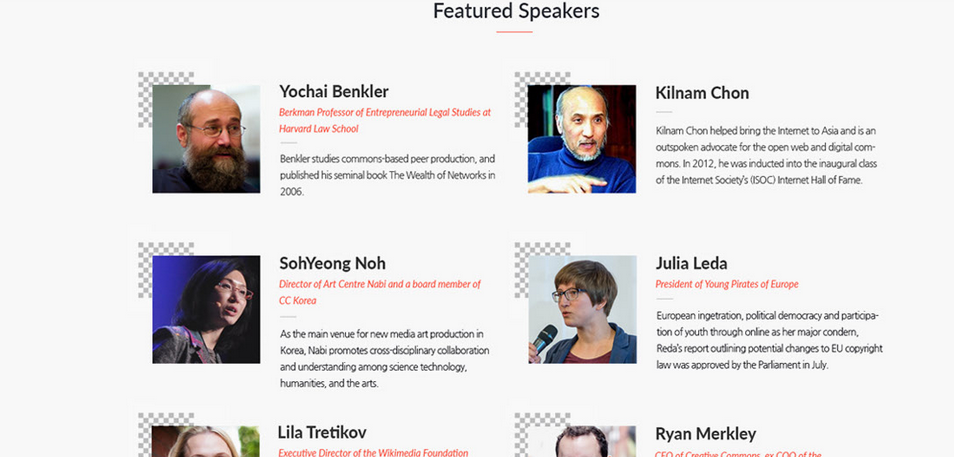 Featured Speakers
Yochai Benkler
Berkman Professor of Entrepreneurial Legal Studies at
Harvard Law School
Benkler studies commons-based peer production, and
published his seminal book The Wealth of Networks in
2006.
Kilnam Chon
Kilnam Chon helped bring the Internet to Asia and is an
outspoken advocate for the open web and digital com-
mons. In 2012, he was inducted into the inaugural class
of the Internet Society's (ISOC) Internet Hall of Fame.
SohYeong Noh
Director of Art Centre Nabi and a board member of
CC Korea
As the main venue for new media art production in
Korea, Nabi promotes cross-disciplinary collaboration
and understanding among science technology,
humanities, and the arts.
Julia Leda
President of Young Pirates of Europe
European ingetration, political democracy and participa-
tion of youth through online as her major condern,
Reda's report outlining potential changes to EU copyright
law was approved by the Parliament in July.
Lila Tretikov
Executive Director of the Wikimedia Foundation
Ryan Merkley
CEO of Creative Commons, ex COO of the